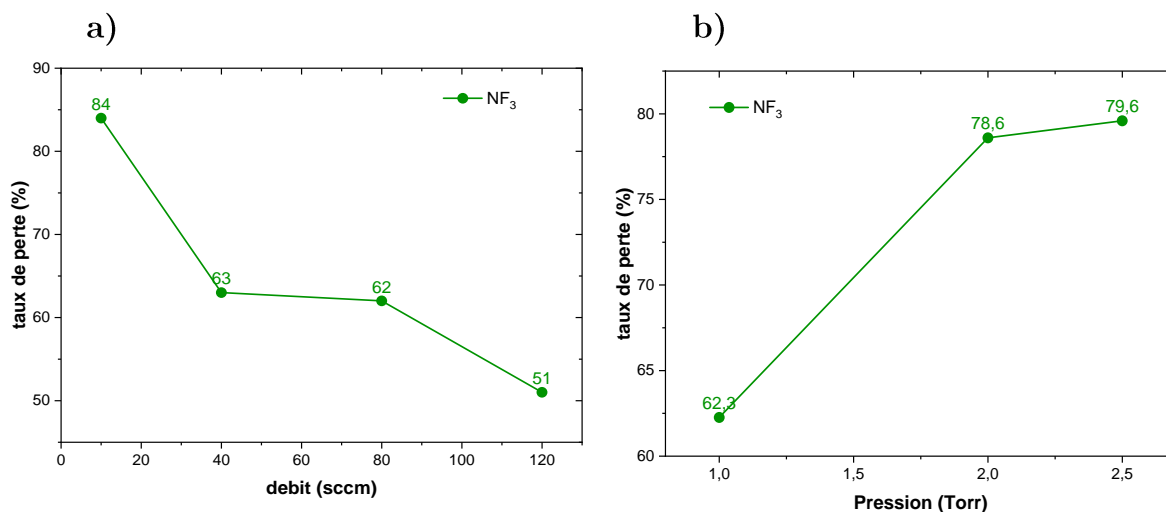 a)
90
80
70
60
50
taux de perte (%)
84
63
62
51
NF3
0 20 40 60 80 100 120
debit (sccm)
b)
80
75
70
65
60
taux de perte (%)
62,3
78,6
79,6
NF3
1,0 1,5 2,0 2,5
Pression (Torr)